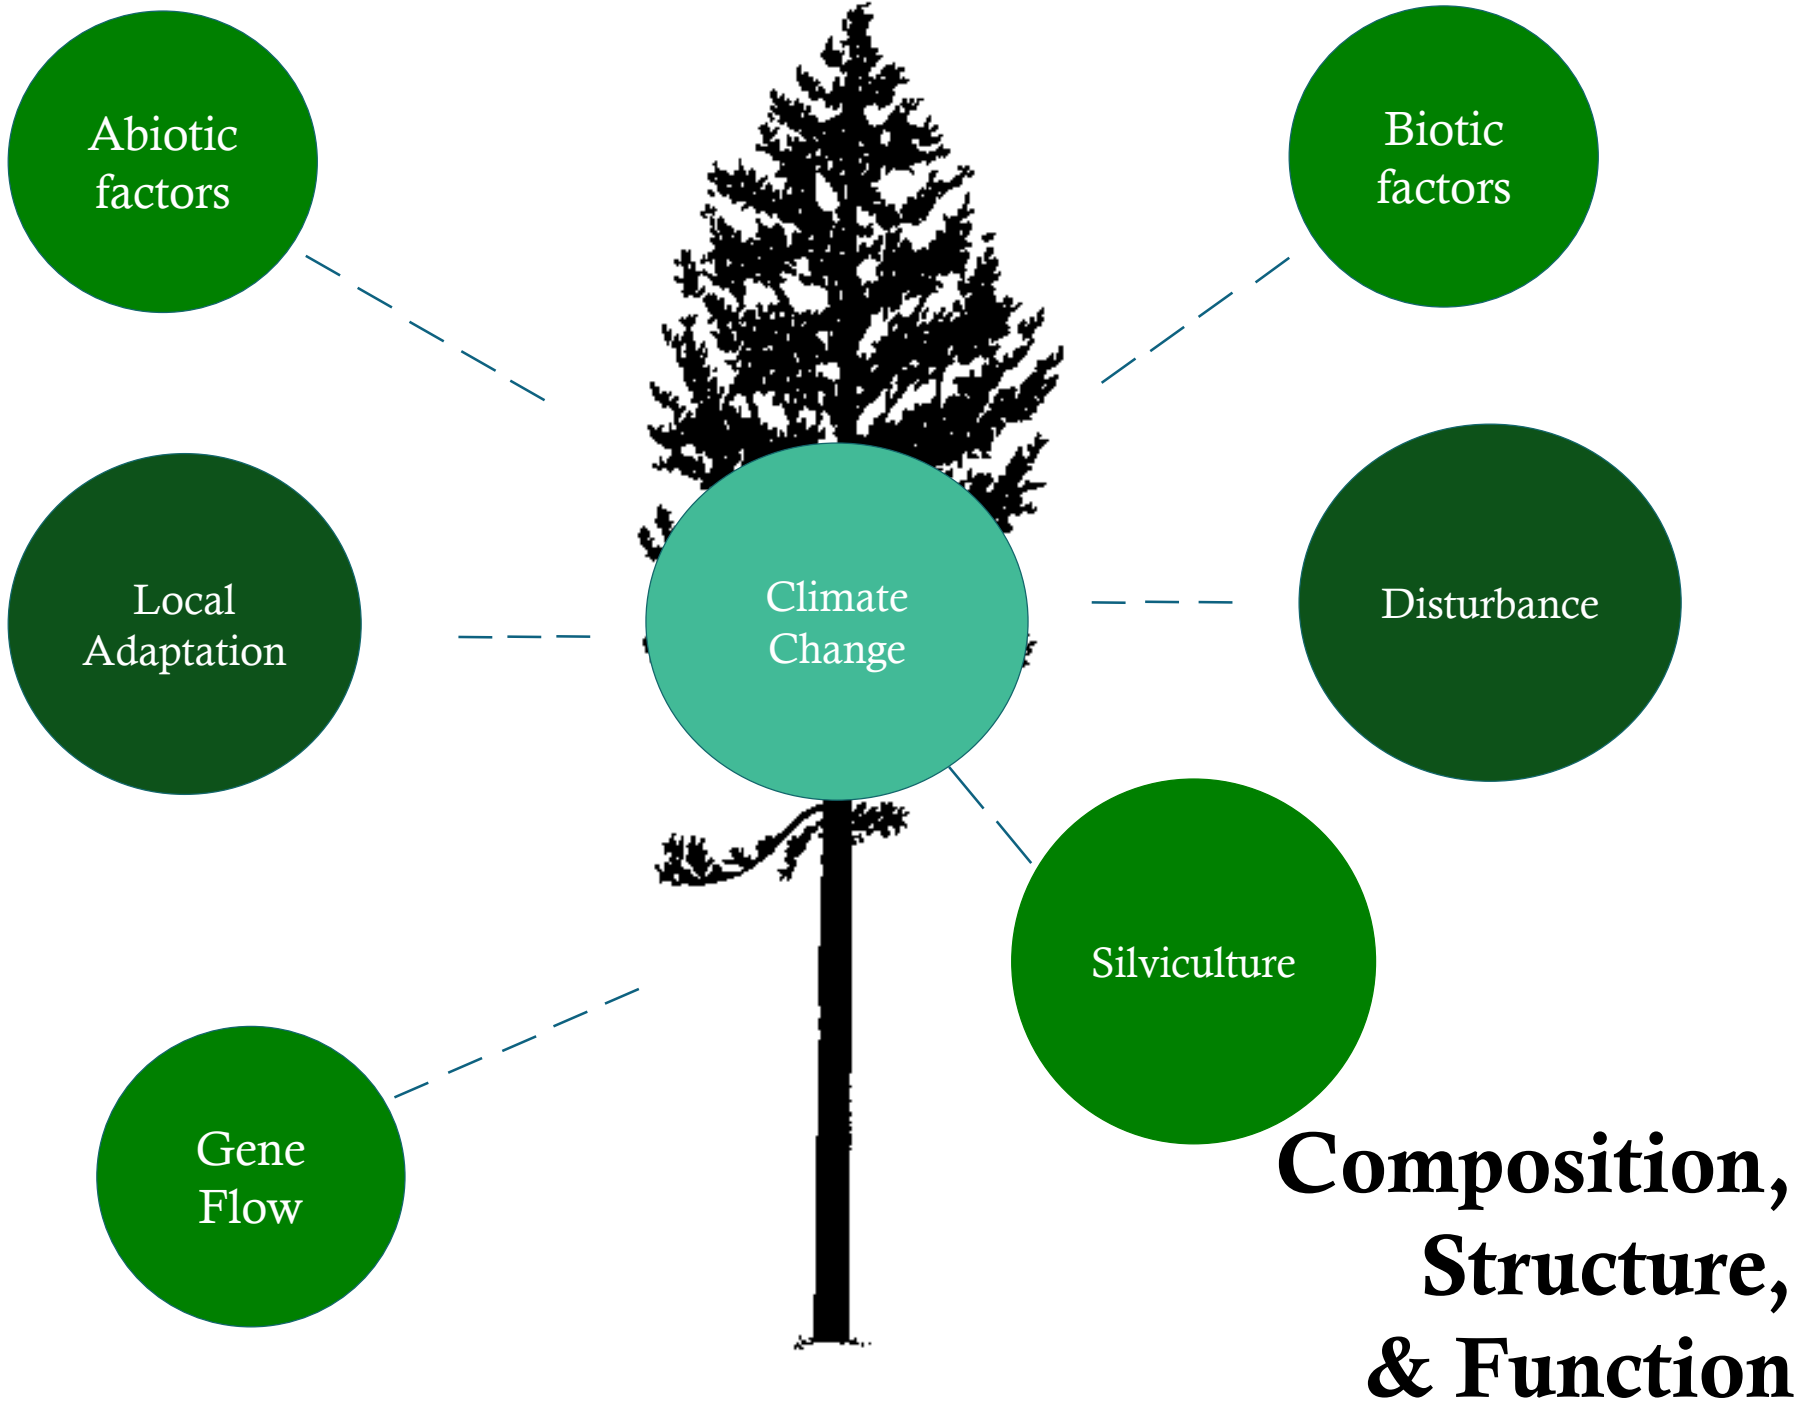 Abiotic
factors
Biotic
factors
Local
Adaptation
Climate
Change
Disturbance
Silviculture
Gene
Flow
Composition,
Structure,
& Function